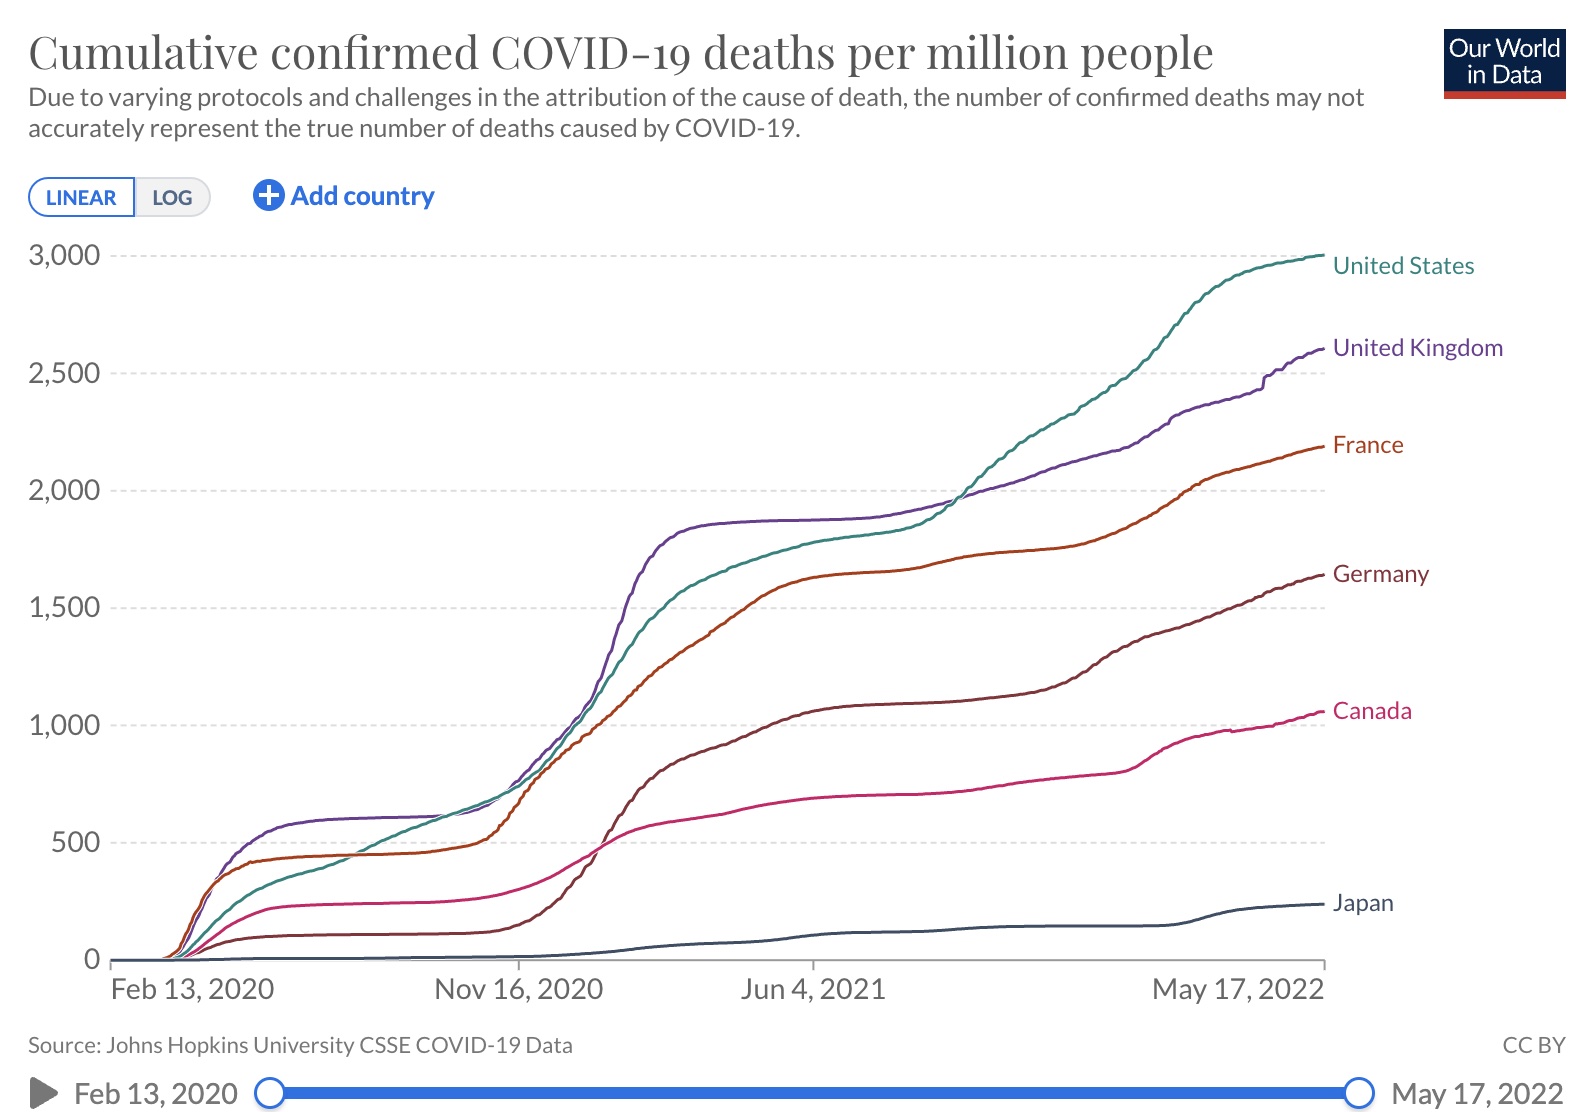 Cumulative confirmed COVID-19 deaths per million people
Our World
in Data
Due to varying protocols and challenges in the attribution of the cause of death, the number of confirmed deaths may not
accurately represent the true number of deaths caused by COVID-19.
LINEAR LOG Add country
3,000
United States
United Kingdom
2,500
France
2,000
Germany
1,500
Canada
1,000
500
Japan
0
Feb 13, 2020 Nov 16, 2020 Jun 4, 2021 May 17, 2022
Source: Johns Hopkins University CSSE COVID-19 Data CC BY
Feb 13, 2020 May 17, 2022